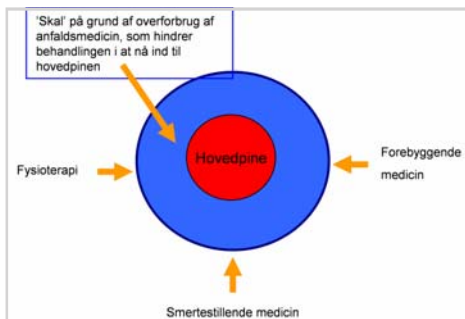 'Skal' på grund af overforbrug af
anfaldsmedicin, som hindrer
behandlingen i at nå ind til
hovedpinen
Hovedpine
Fysioterapi
Forebyggende
medicin
Smertestillende medicin